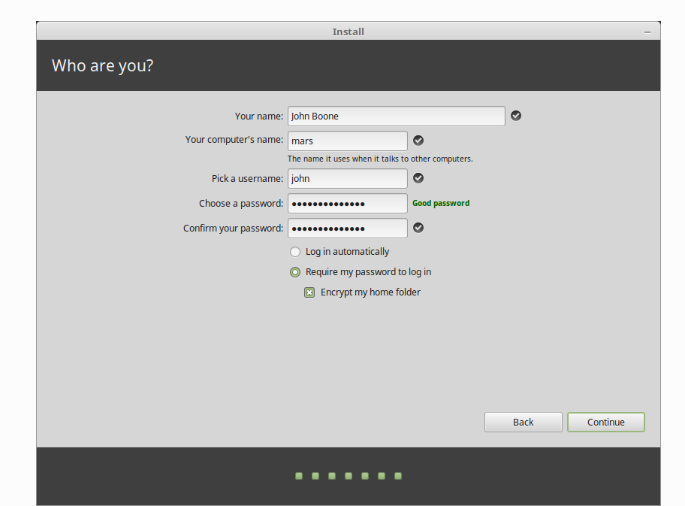 Install
Who are you?
Your name: John Boone
Your computer's name: mars
The name it uses when it talks to other computers.
Pick a username: john
Choose a password: ●●●●●●●●●●●●●● Good password
Confirm your password: ●●●●●●●●●●●●●●
Log in automatically
Require my password to log in
Encrypt my home folder
Back Continue